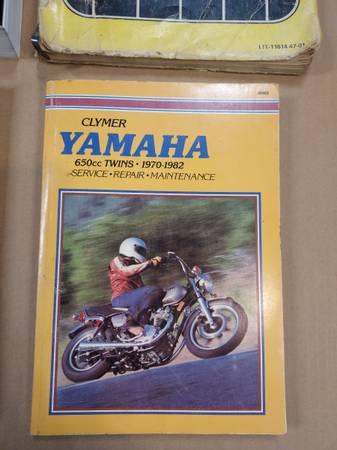 LIT-11616-47-01
CLYMER
YAMAHA
650cc TWINS • 1970-1982
SERVICE • REPAIR • MAINTENANCE